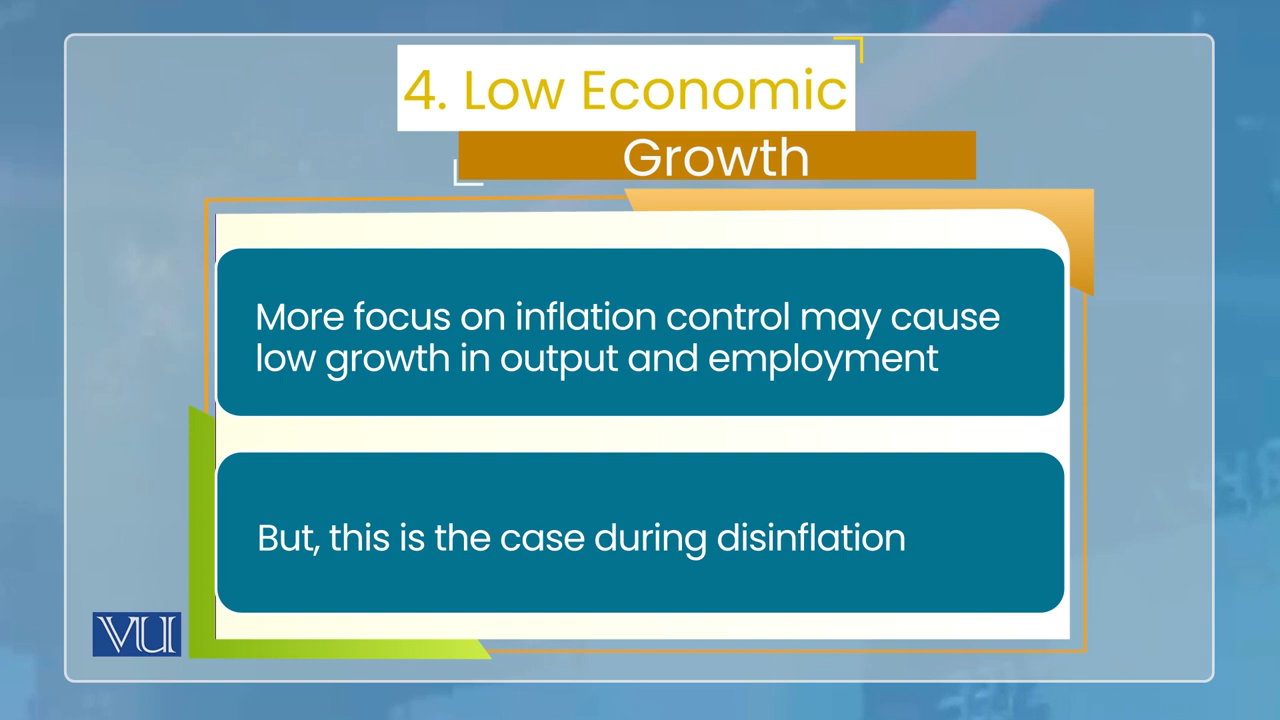 4. Low Economic
Growth
More focus on inflation control may cause
low growth in output and employment
But, this is the case during disinflation
VU